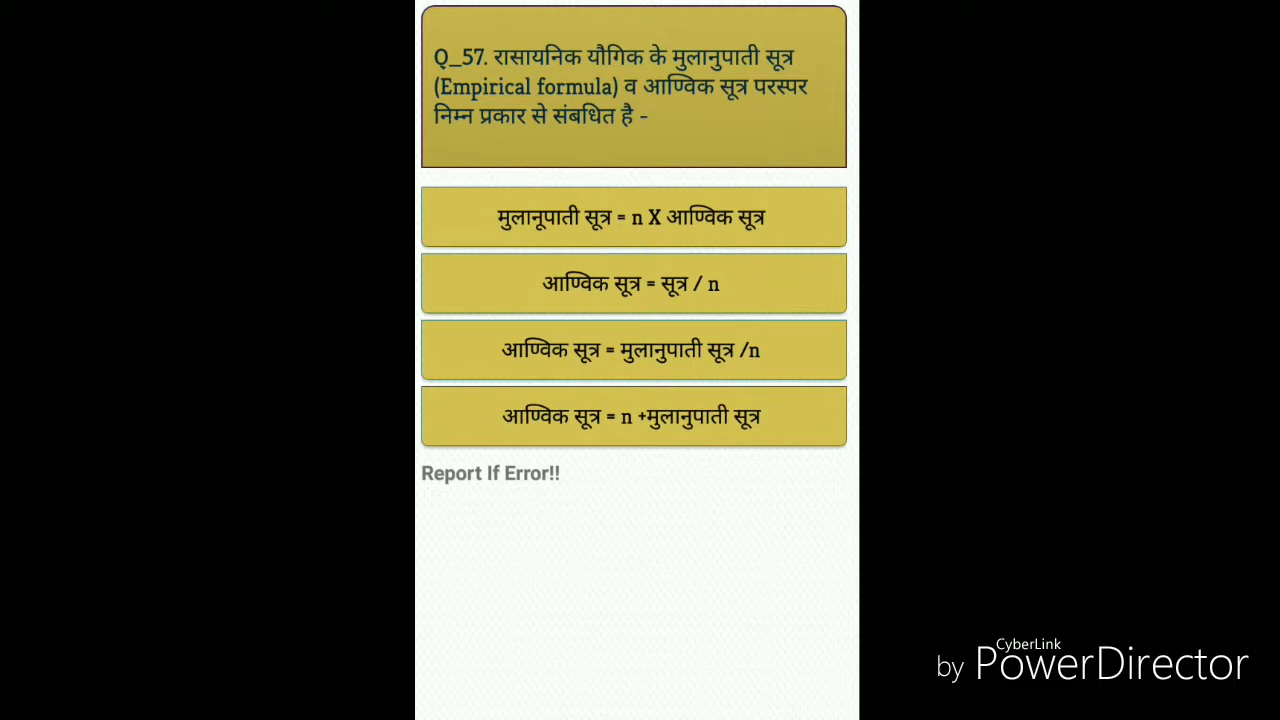 Q_57. रासायनिक यौगिक के मुलानुपाती सूत्र
(Empirical formula) व आण्विक सूत्र परस्पर
निम्न प्रकार से संबधित है -
मुलानूपाती सूत्र = n X आण्विक सूत्र
आण्विक सूत्र = सूत्र / n
आण्विक सूत्र = मुलानुपाती सूत्र /n
आण्विक सूत्र = n +मुलानुपाती सूत्र
Report If Error!!
CyberLink
by PowerDirector